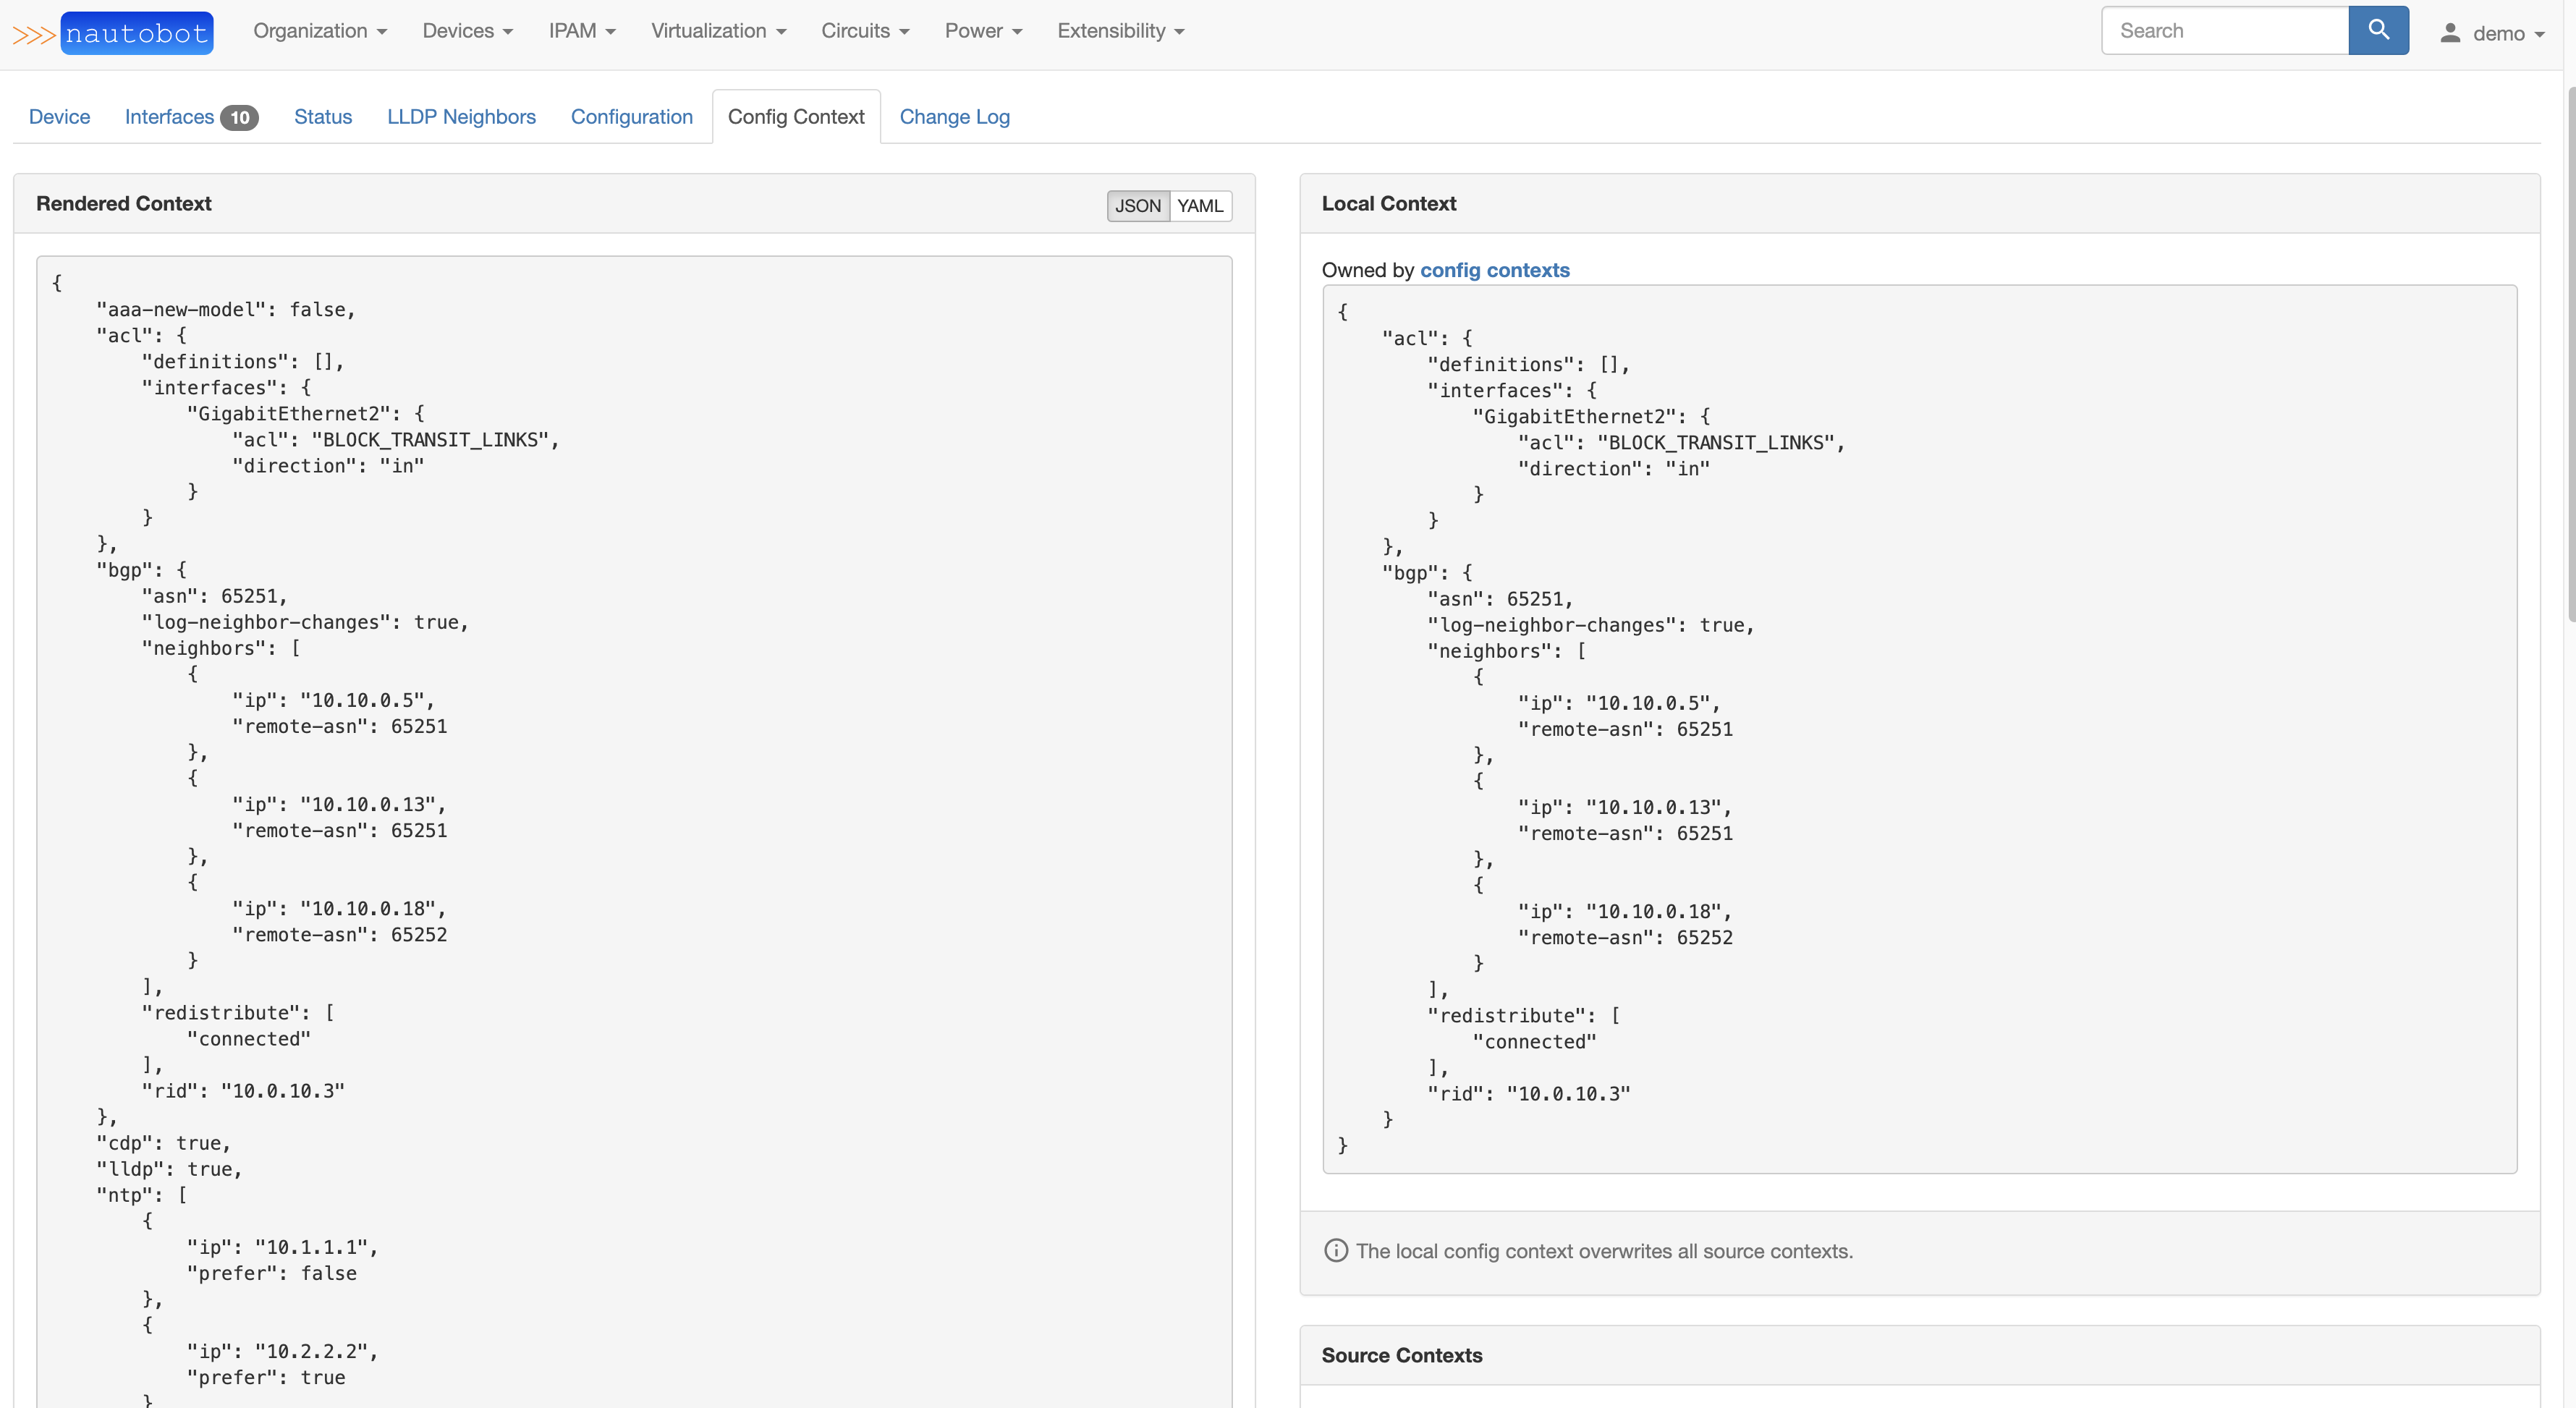 >>> nautobot Organization Devices IPAM Virtualization Circuits Power Extensibility Search demo
Device Interfaces 10 Status LLDP Neighbors Configuration Config Context Change Log
Rendered Context JSON YAML
{
    "aaa-new-model": false,
    "acl": {
        "definitions": [],
        "interfaces": {
            "GigabitEthernet2": {
                "acl": "BLOCK_TRANSIT_LINKS",
                "direction": "in"
            }
        }
    },
    "bgp": {
        "asn": 65251,
        "log-neighbor-changes": true,
        "neighbors": [
            {
                "ip": "10.10.0.5",
                "remote-asn": 65251
            },
            {
                "ip": "10.10.0.13",
                "remote-asn": 65251
            },
            {
                "ip": "10.10.0.18",
                "remote-asn": 65252
            }
        ],
        "redistribute": [
            "connected"
        ],
        "rid": "10.0.10.3"
    },
    "cdp": true,
    "lldp": true,
    "ntp": [
        {
            "ip": "10.1.1.1",
            "prefer": false
        },
        {
            "ip": "10.2.2.2",
            "prefer": true
        }
Local Context
Owned by config contexts
{
    "acl": {
        "definitions": [],
        "interfaces": {
            "GigabitEthernet2": {
                "acl": "BLOCK_TRANSIT_LINKS",
                "direction": "in"
            }
        }
    },
    "bgp": {
        "asn": 65251,
        "log-neighbor-changes": true,
        "neighbors": [
            {
                "ip": "10.10.0.5",
                "remote-asn": 65251
            },
            {
                "ip": "10.10.0.13",
                "remote-asn": 65251
            },
            {
                "ip": "10.10.0.18",
                "remote-asn": 65252
            }
        ],
        "redistribute": [
            "connected"
        ],
        "rid": "10.0.10.3"
    }
}
The local config context overwrites all source contexts.
Source Contexts